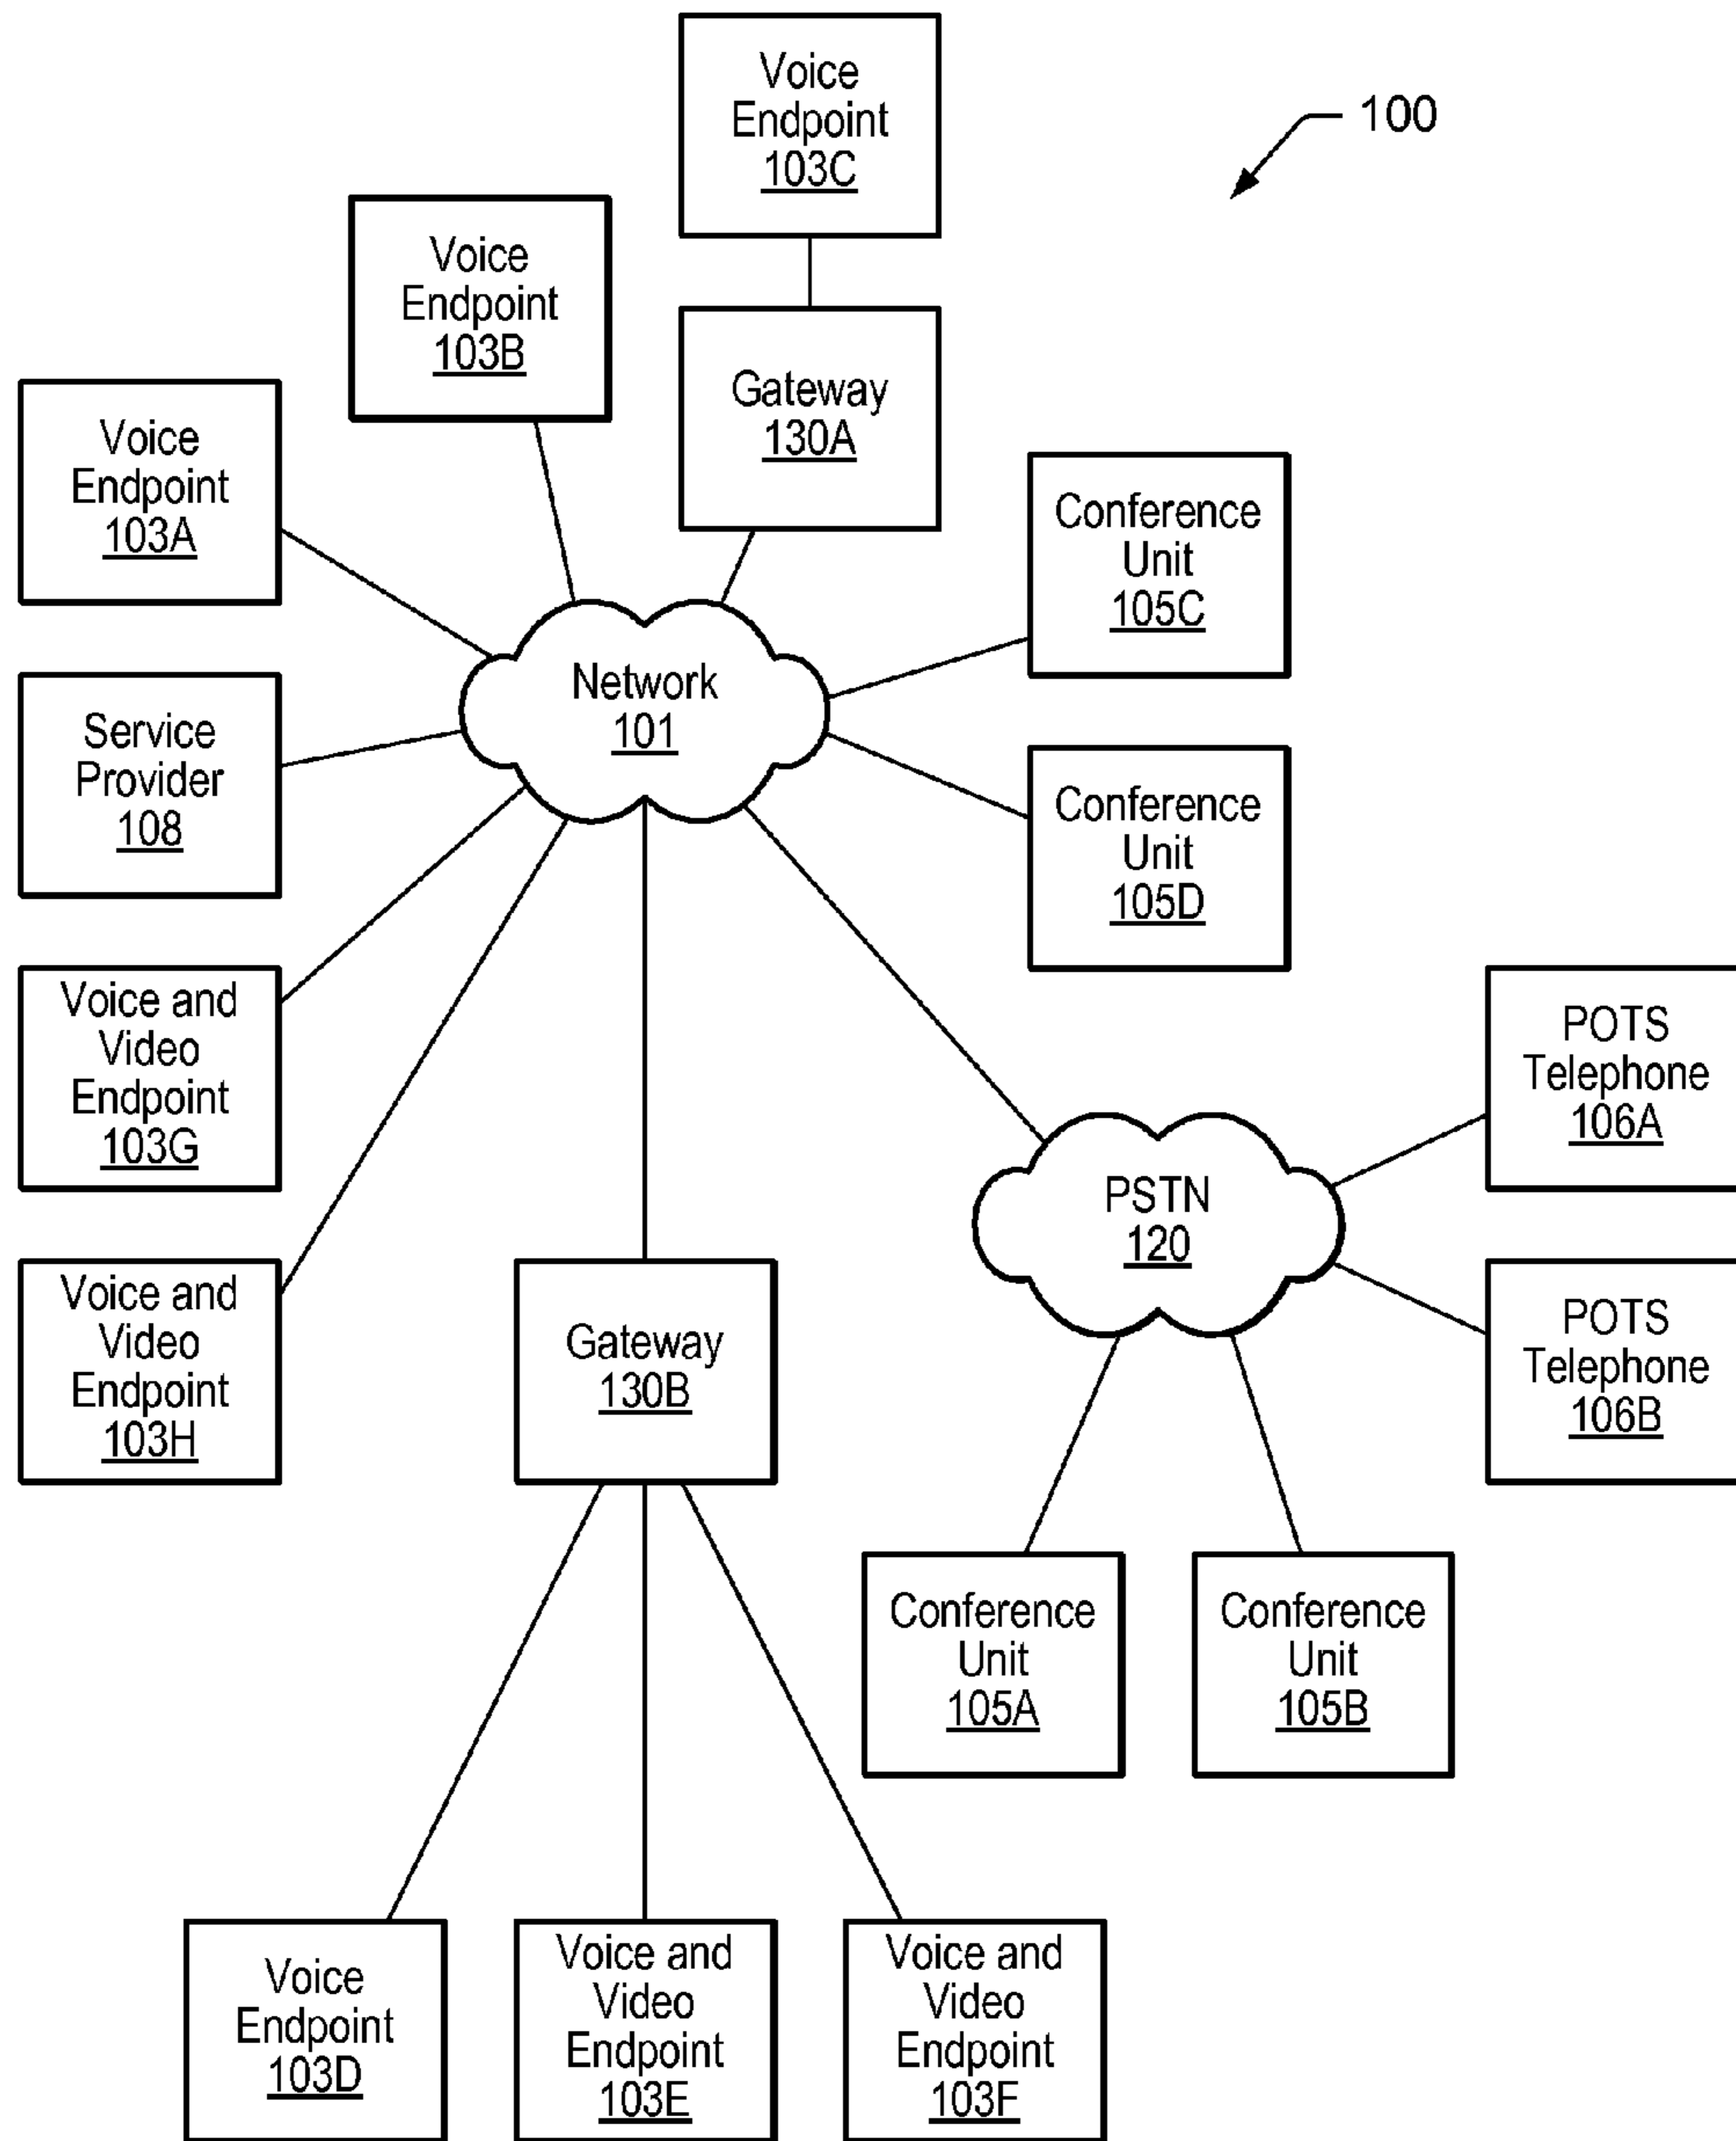 Voice
Endpoint
103C
100
Voice
Endpoint
103B
Gateway
130A
Voice
Endpoint
103A
Conference
Unit
105C
Network
101
Service
Provider
108
Conference
Unit
105D
Voice and
Video
Endpoint
103G
POTS
Telephone
106A
PSTN
120
Voice and
Video
Endpoint
103H
Gateway
130B
POTS
Telephone
106B
Conference
Unit
105A
Conference
Unit
105B
Voice
Endpoint
103D
Voice and
Video
Endpoint
103E
Voice and
Video
Endpoint
103F